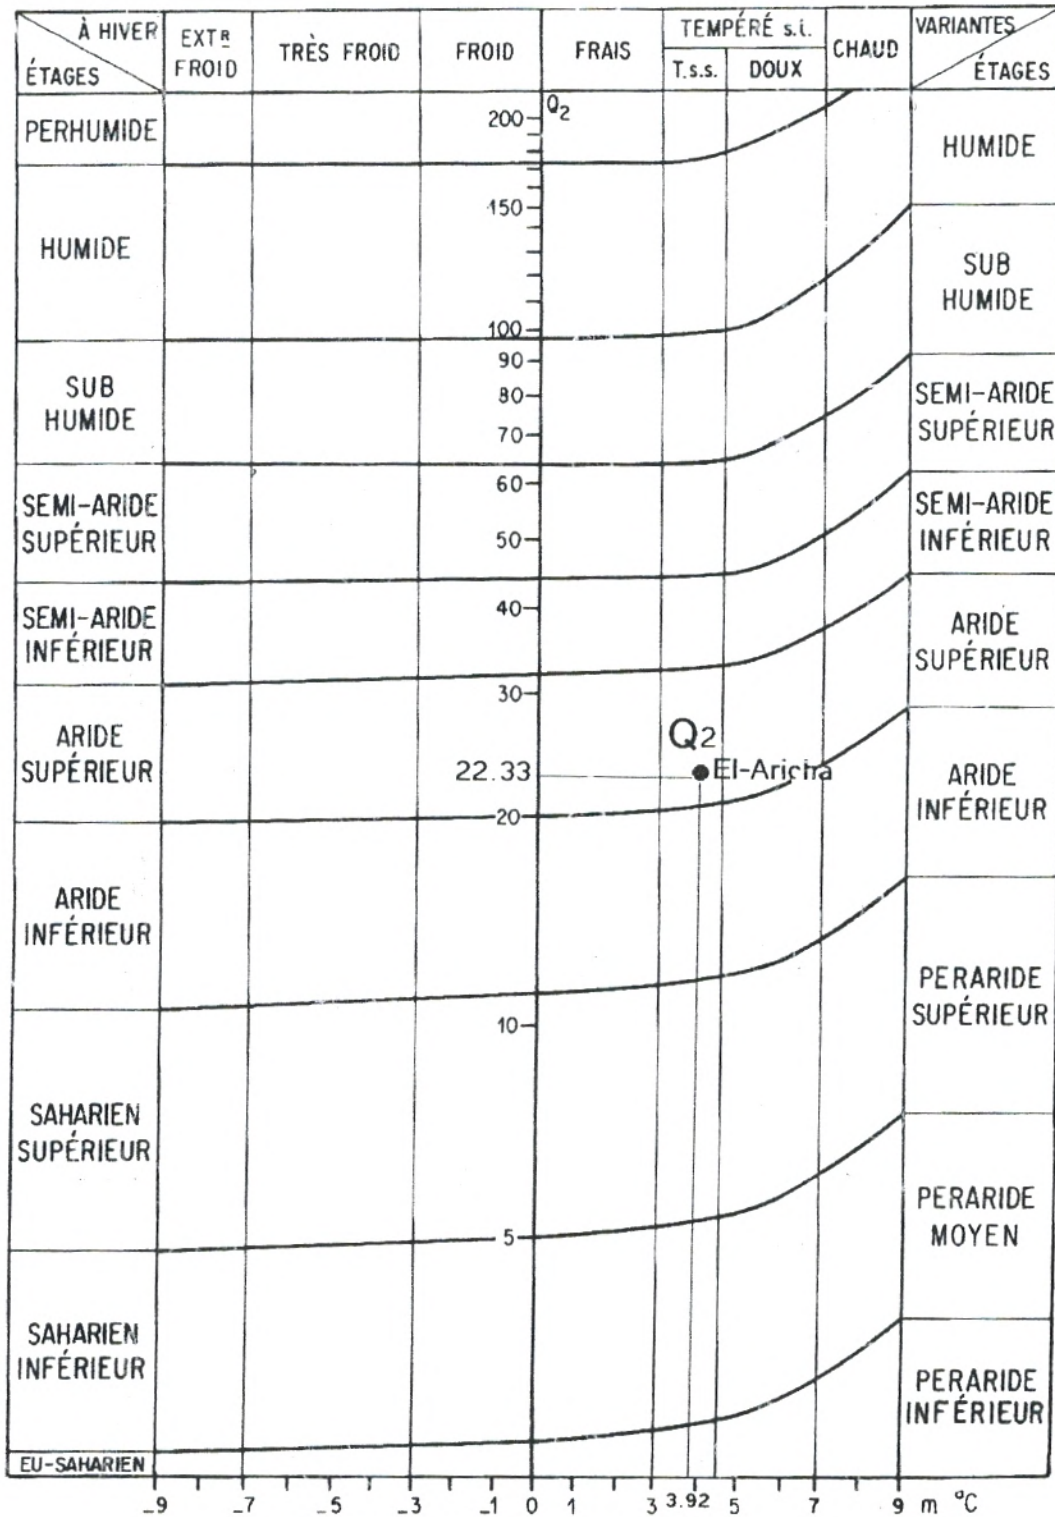 À HIVER
ÉTAGES
EXTR
FROID
TRÈS FROID
FROID
FRAIS
TEMPÉRÉ s.l.
T.s.s.
DOUX
CHAUD
VARIANTES
ÉTAGES
PERHUMIDE
HUMIDE
SUB
HUMIDE
SEMI-ARIDE
SUPÉRIEUR
SEMI-ARIDE
INFÉRIEUR
ARIDE
SUPÉRIEUR
ARIDE
INFÉRIEUR
SAHARIEN
SUPÉRIEUR
SAHARIEN
INFÉRIEUR
EU-SAHARIEN
Q2
200
150
100
90
80
70
60
50
40
30
22.33
20
10
5
Q2
El-Aricha
HUMIDE
SUB
HUMIDE
SEMI-ARIDE
SUPÉRIEUR
SEMI-ARIDE
INFÉRIEUR
ARIDE
SUPÉRIEUR
ARIDE
INFÉRIEUR
PERARIDE
SUPÉRIEUR
PERARIDE
MOYEN
PERARIDE
INFÉRIEUR
-9 -7 -5 -3 -1 0 1 3 3.92 5 7 9 m °C